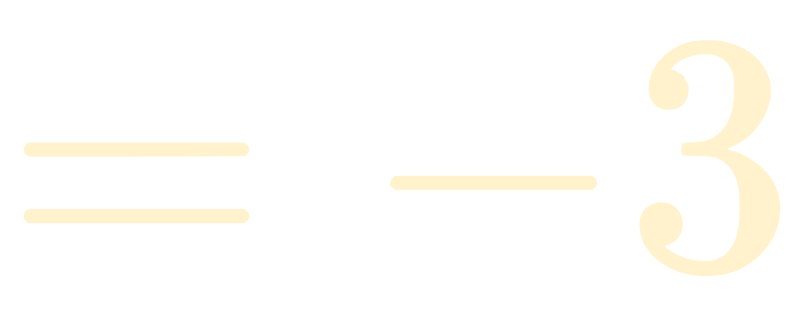 = −3